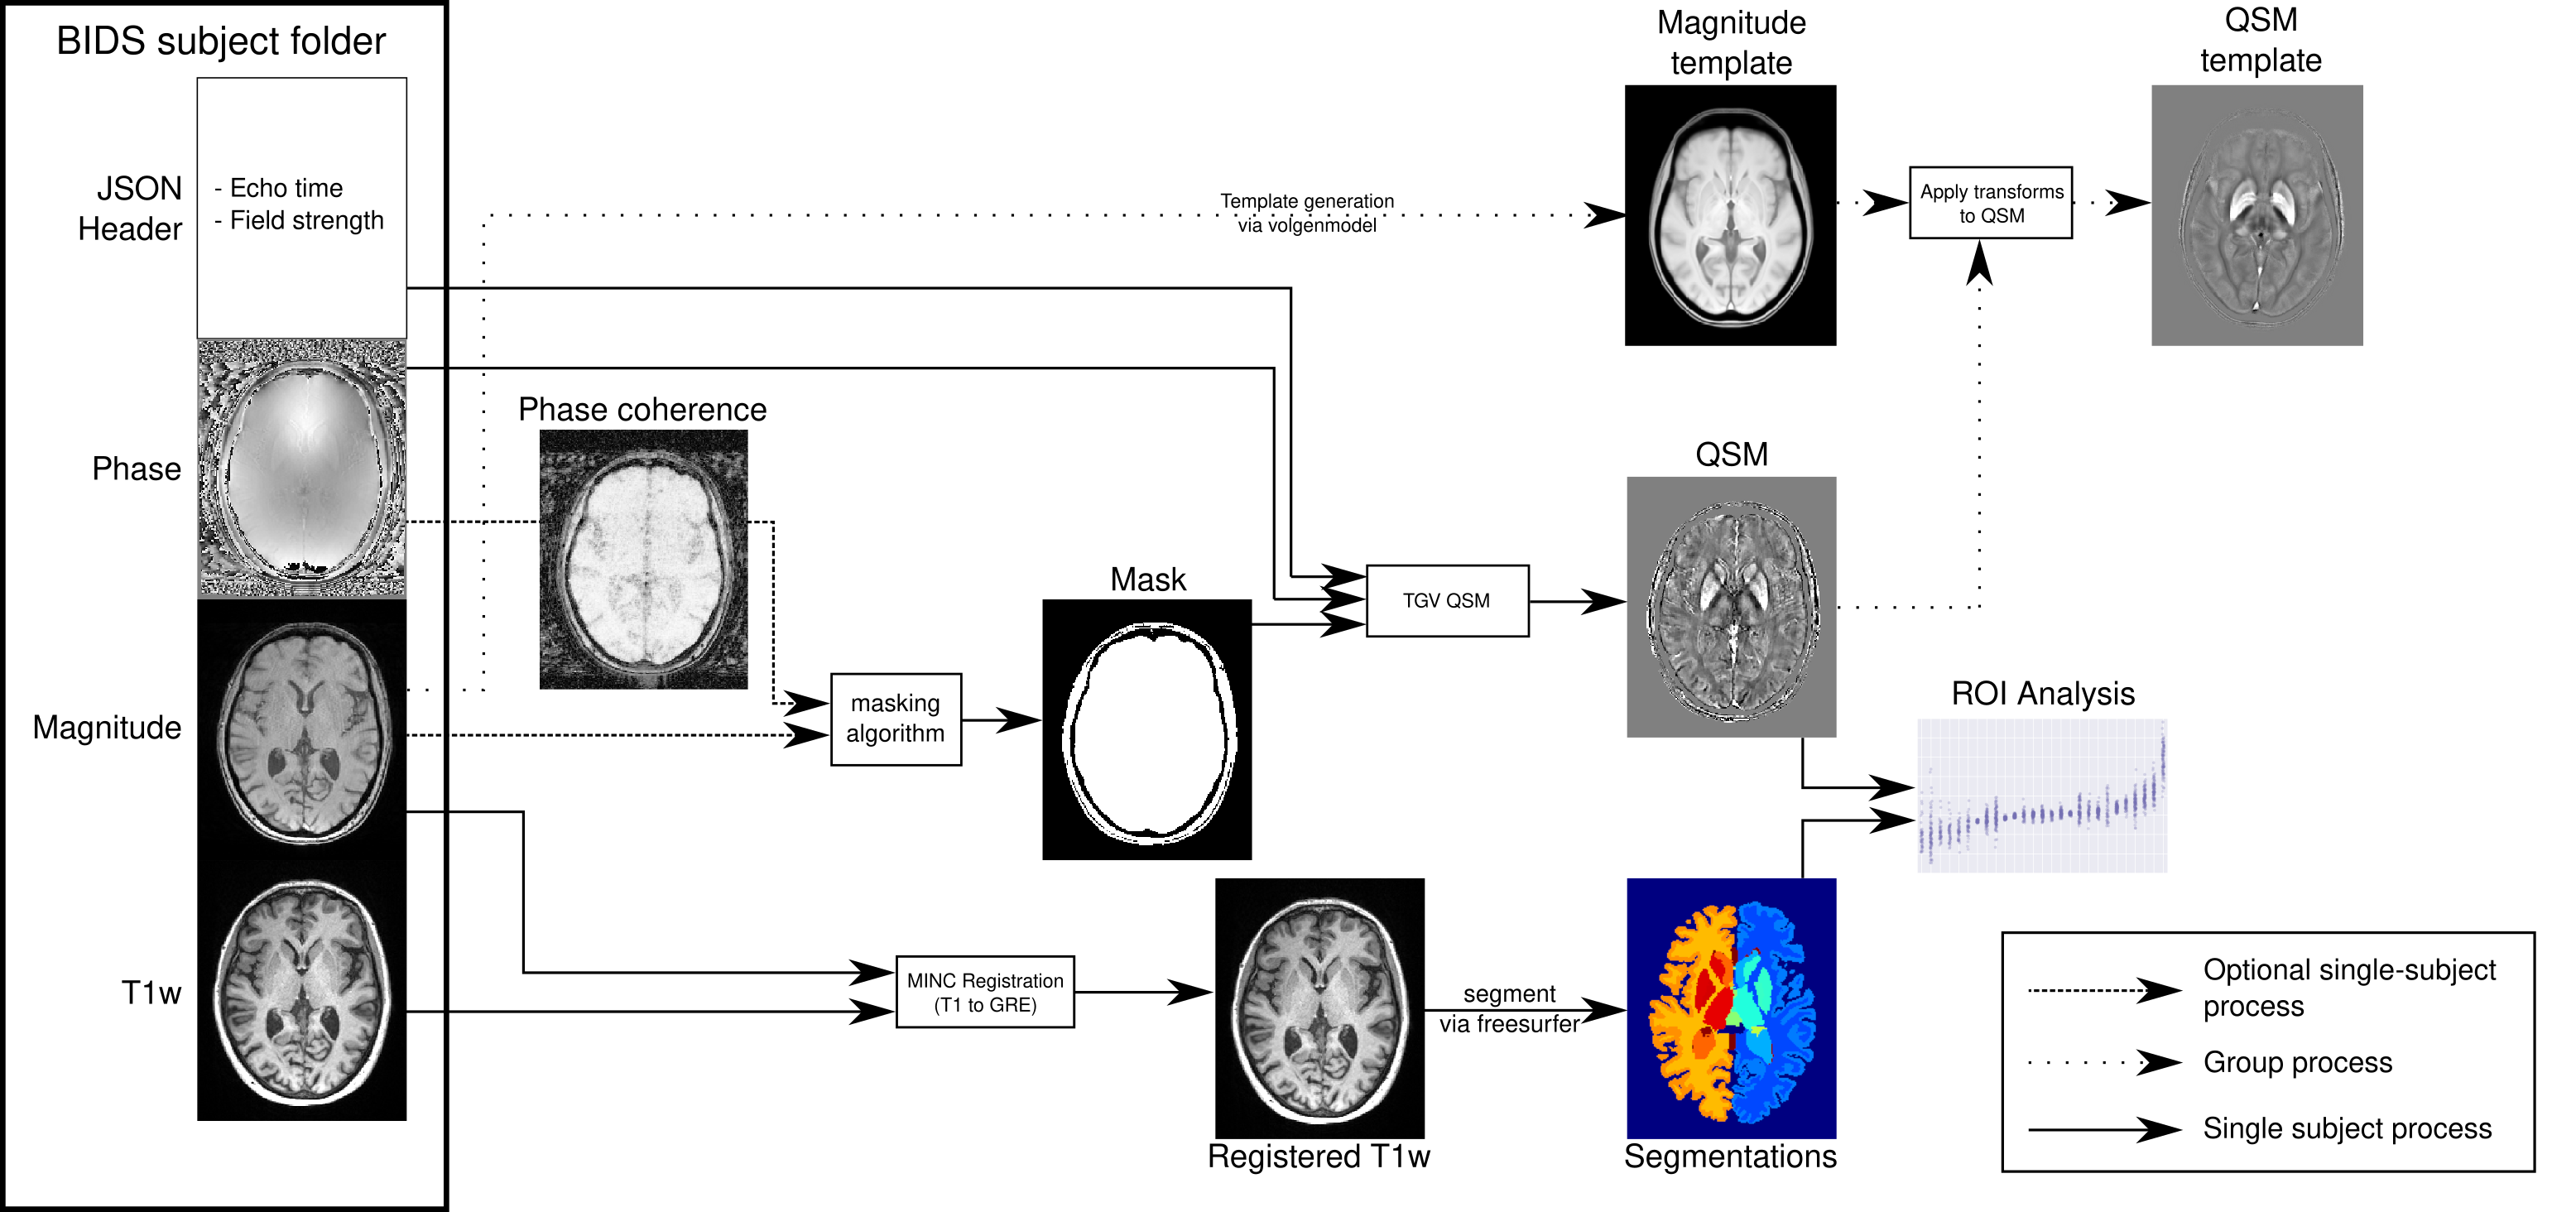 BIDS subject folder
JSON
Header
- Echo time
- Field strength
Phase
Magnitude
T1w
Phase coherence
masking
algorithm
Mask
Template generation
via volgenmodel
Magnitude
template
Apply transforms
to QSM
QSM
template
TGV QSM
QSM
ROI Analysis
MINC Registration
(T1 to GRE)
Registered T1w
segment
via freesurfer
Segmentations
Optional single-subject
process
Group process
Single subject process